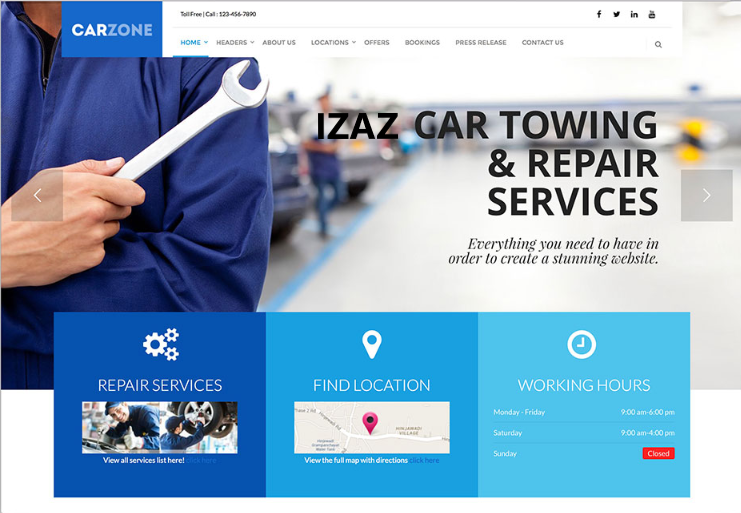 CARZONE
Toll Free | Call : 123-456-7890
HOME HEADERS ABOUT US LOCATIONS OFFERS BOOKINGS PRESS RELEASE CONTACT US
IZAZ CAR TOWING
& REPAIR
SERVICES
Everything you need to have in
order to create a stunning website.
REPAIR SERVICES
View all services list here! click here
FIND LOCATION
HINJAWADI
VILLAGE
View the full map with directions click here
WORKING HOURS
Monday - Friday 9:00 am-6:00 pm
Saturday 9:00 am-4:00 pm
Sunday Closed